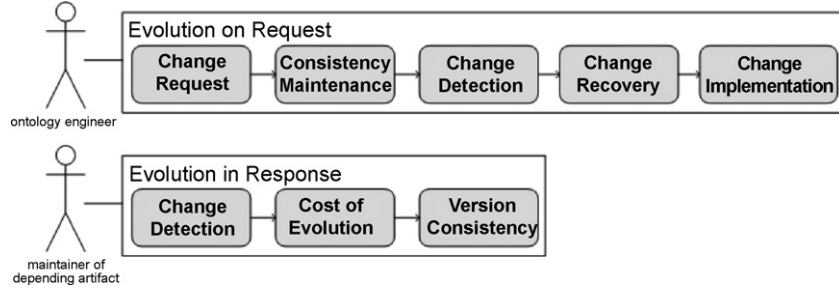 Evolution on Request
Change
Request
Consistency
Maintenance
Change
Detection
Change
Recovery
Change
Implementation
ontology engineer
Evolution in Response
Change
Detection
Cost of
Evolution
Version
Consistency
maintainer of
depending artifact